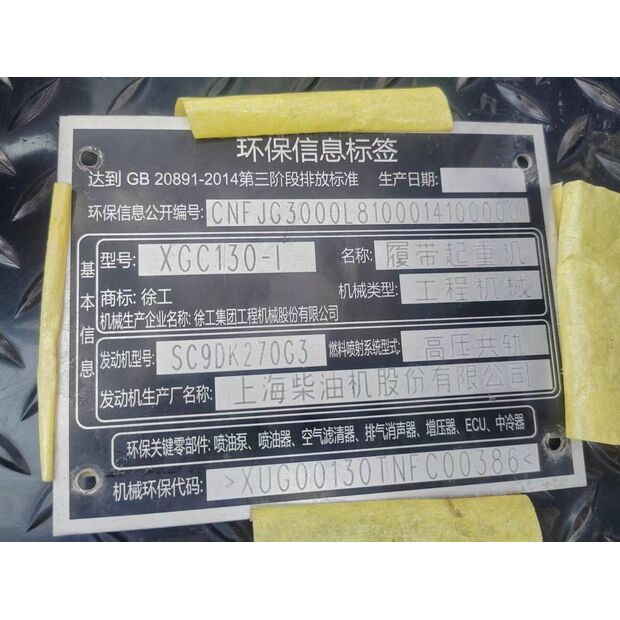 环保信息标签
达到 GB 20891-2014第三阶段排放标准 生产日期:
环保信息公开编号: CNFJG3000L81000141000001
基本信息
型号: XGC130-I 名称: 履带起重机
商标: 徐工 机械类型: 工程机械
机械生产企业名称: 徐工集团工程机械股份有限公司
发动机型号: SC9DK270G3 燃料喷射系统型式: 高压共轨
发动机生产厂名称: 上海柴油机股份有限公司
环保关键零部件: 喷油泵、喷油器、空气滤清器、排气消声器、增压器、ECU、中冷器
机械环保代码: >XUG00130TNFC00386<